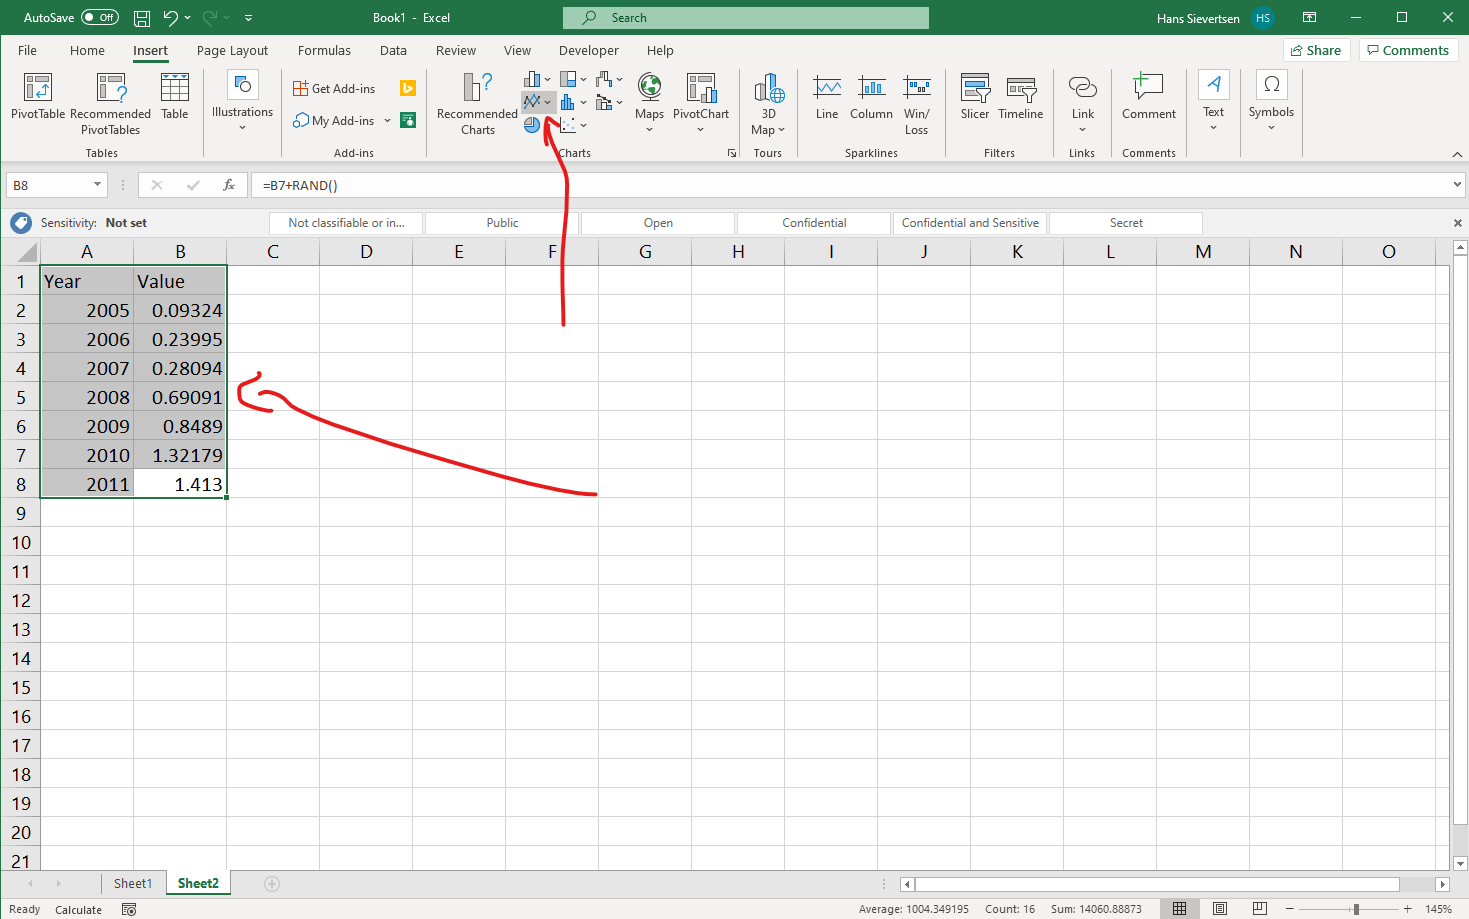 AutoSave Off Book1 - Excel Search Hans Sievertsen HS
File Home Insert Page Layout Formulas Data Review View Developer Help Share Comments
PivotTable Recommended PivotTables Table Illustrations Get Add-ins My Add-ins Recommended Charts Maps PivotChart 3D Map Line Column Win/Loss Slicer Timeline Link Comment Text Symbols
Tables Add-ins Charts Tours Sparklines Filters Links Comments
B8 fx =B7+RAND()
Sensitivity: Not set Not classifiable or in... Public Open Confidential Confidential and Sensitive Secret
A B C D E F G H I J K L M N O
1 Year Value
2 2005 0.09324
3 2006 0.23995
4 2007 0.28094
5 2008 0.69091
6 2009 0.8489
7 2010 1.32179
8 2011 1.413
9
10
11
12
13
14
15
16
17
18
19
20
21
Sheet1 Sheet2
Ready Calculate Average: 1004.349195 Count: 16 Sum: 14060.88873 145%